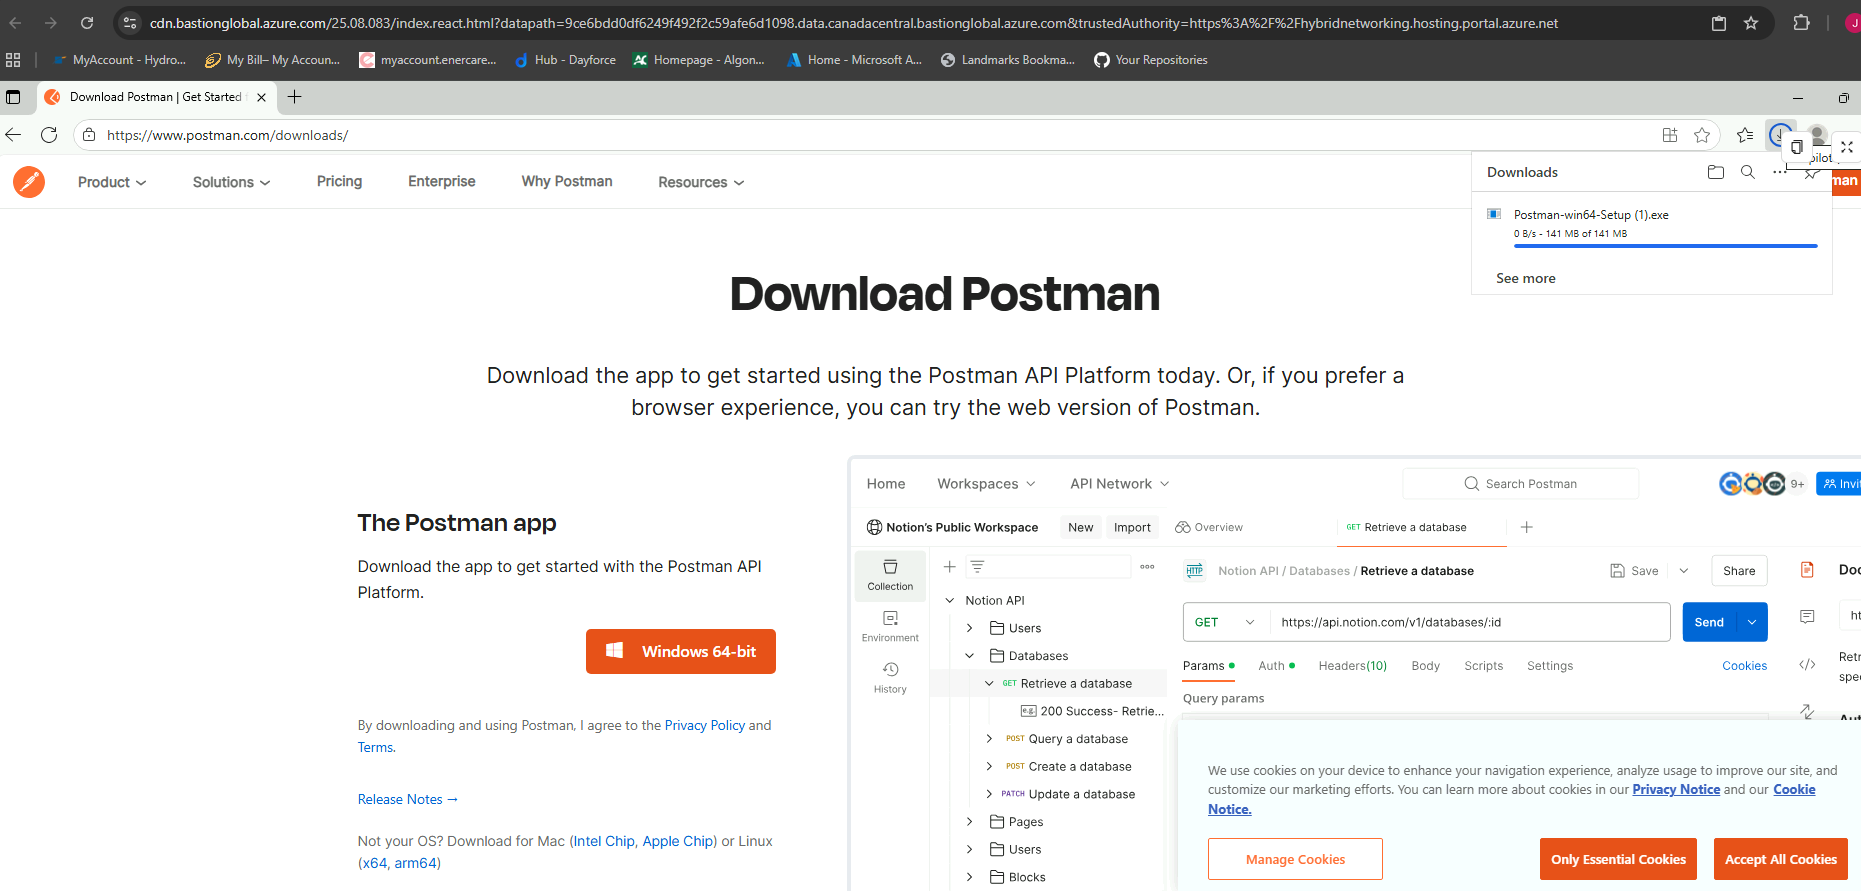 cdn.bastionglobal.azure.com/25.08.083/index.react.html?datapath=9ce6bdd0df6249f492f2c59afe6d1098.data.canadacentral.bastionglobal.azure.com&trustedAuthority=https%3A%2F%2Fhybridnetworking.hosting.portal.azure.net
J
MyAccount - Hydro... My Bill– My Accoun... myaccount.enercare... Hub - Dayforce Homepage - Algon... Home - Microsoft A... Landmarks Bookma... Your Repositories
Download Postman | Get Started
https://www.postman.com/downloads/
pilot
Product Solutions Pricing Enterprise Why Postman Resources
man
Downloads
Postman-win64-Setup (1).exe
0 B/s - 141 MB of 141 MB
See more
Download Postman
Download the app to get started using the Postman API Platform today. Or, if you prefer a
browser experience, you can try the web version of Postman.
The Postman app
Download the app to get started with the Postman API
Platform.
Windows 64-bit
By downloading and using Postman, I agree to the Privacy Policy and
Terms.
Release Notes →
Not your OS? Download for Mac (Intel Chip, Apple Chip) or Linux
(x64, arm64)
Home Workspaces API Network Search Postman 9+ Invi
Notion's Public Workspace New Import Overview GET Retrieve a database
Collection
Environment
History
Notion API
Users
Databases
GET Retrieve a database
e.g. 200 Success- Retrie...
POST Query a database
POST Create a database
PATCH Update a database
Pages
Users
Blocks
HTTP Notion API / Databases / Retrieve a database Save Share Doc
GET https://api.notion.com/v1/databases/:id Send ht
Params Auth Headers(10) Body Scripts Settings Cookies
Retr
spec
Query params
Aut
We use cookies on your device to enhance your navigation experience, analyze usage to improve our site, and
customize our marketing efforts. You can learn more about cookies in our Privacy Notice and our Cookie
Notice.
Manage Cookies Only Essential Cookies Accept All Cookies